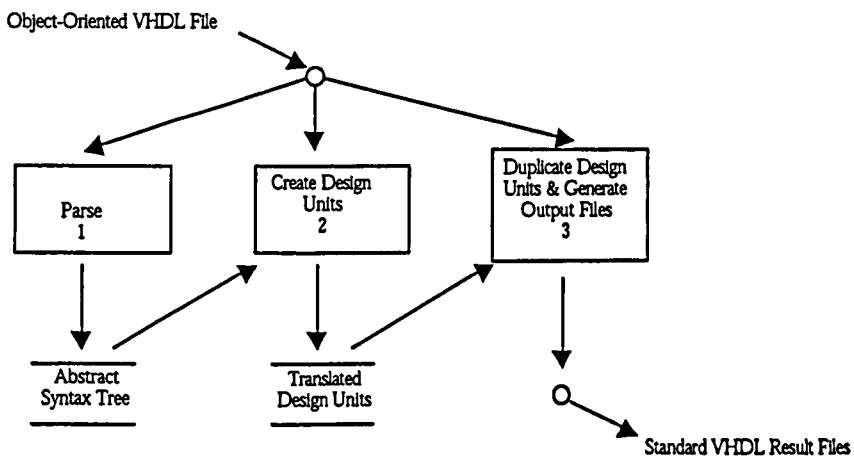 Object-Oriented VHDL File
Parse
1
Create Design
Units
2
Duplicate Design
Units & Generate
Output Files
3
Abstract
Syntax Tree
Translated
Design Units
Standard VHDL Result Files